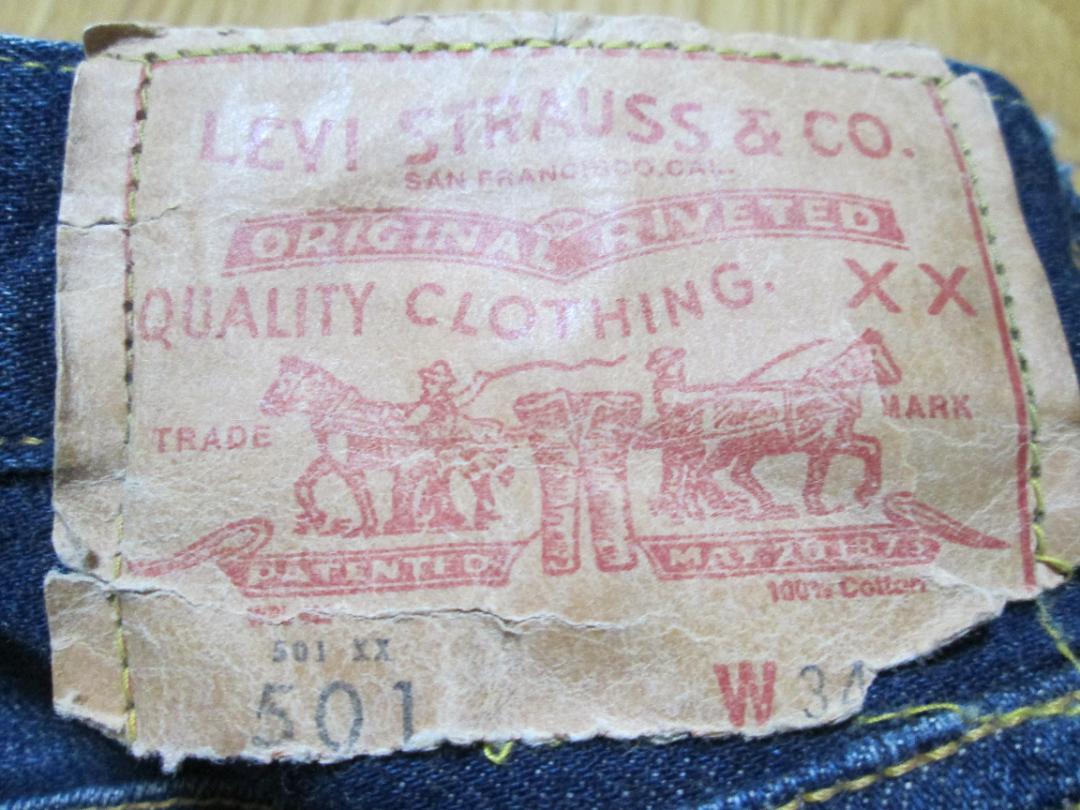 LEVI STRAUSS & CO.
SAN FRANCISCO, CAL.
ORIGINAL RIVETED
QUALITY CLOTHING. XX
TRADE MARK
PATENTED MAY 20 1873
100% Cotton
501 XX
501 W 34